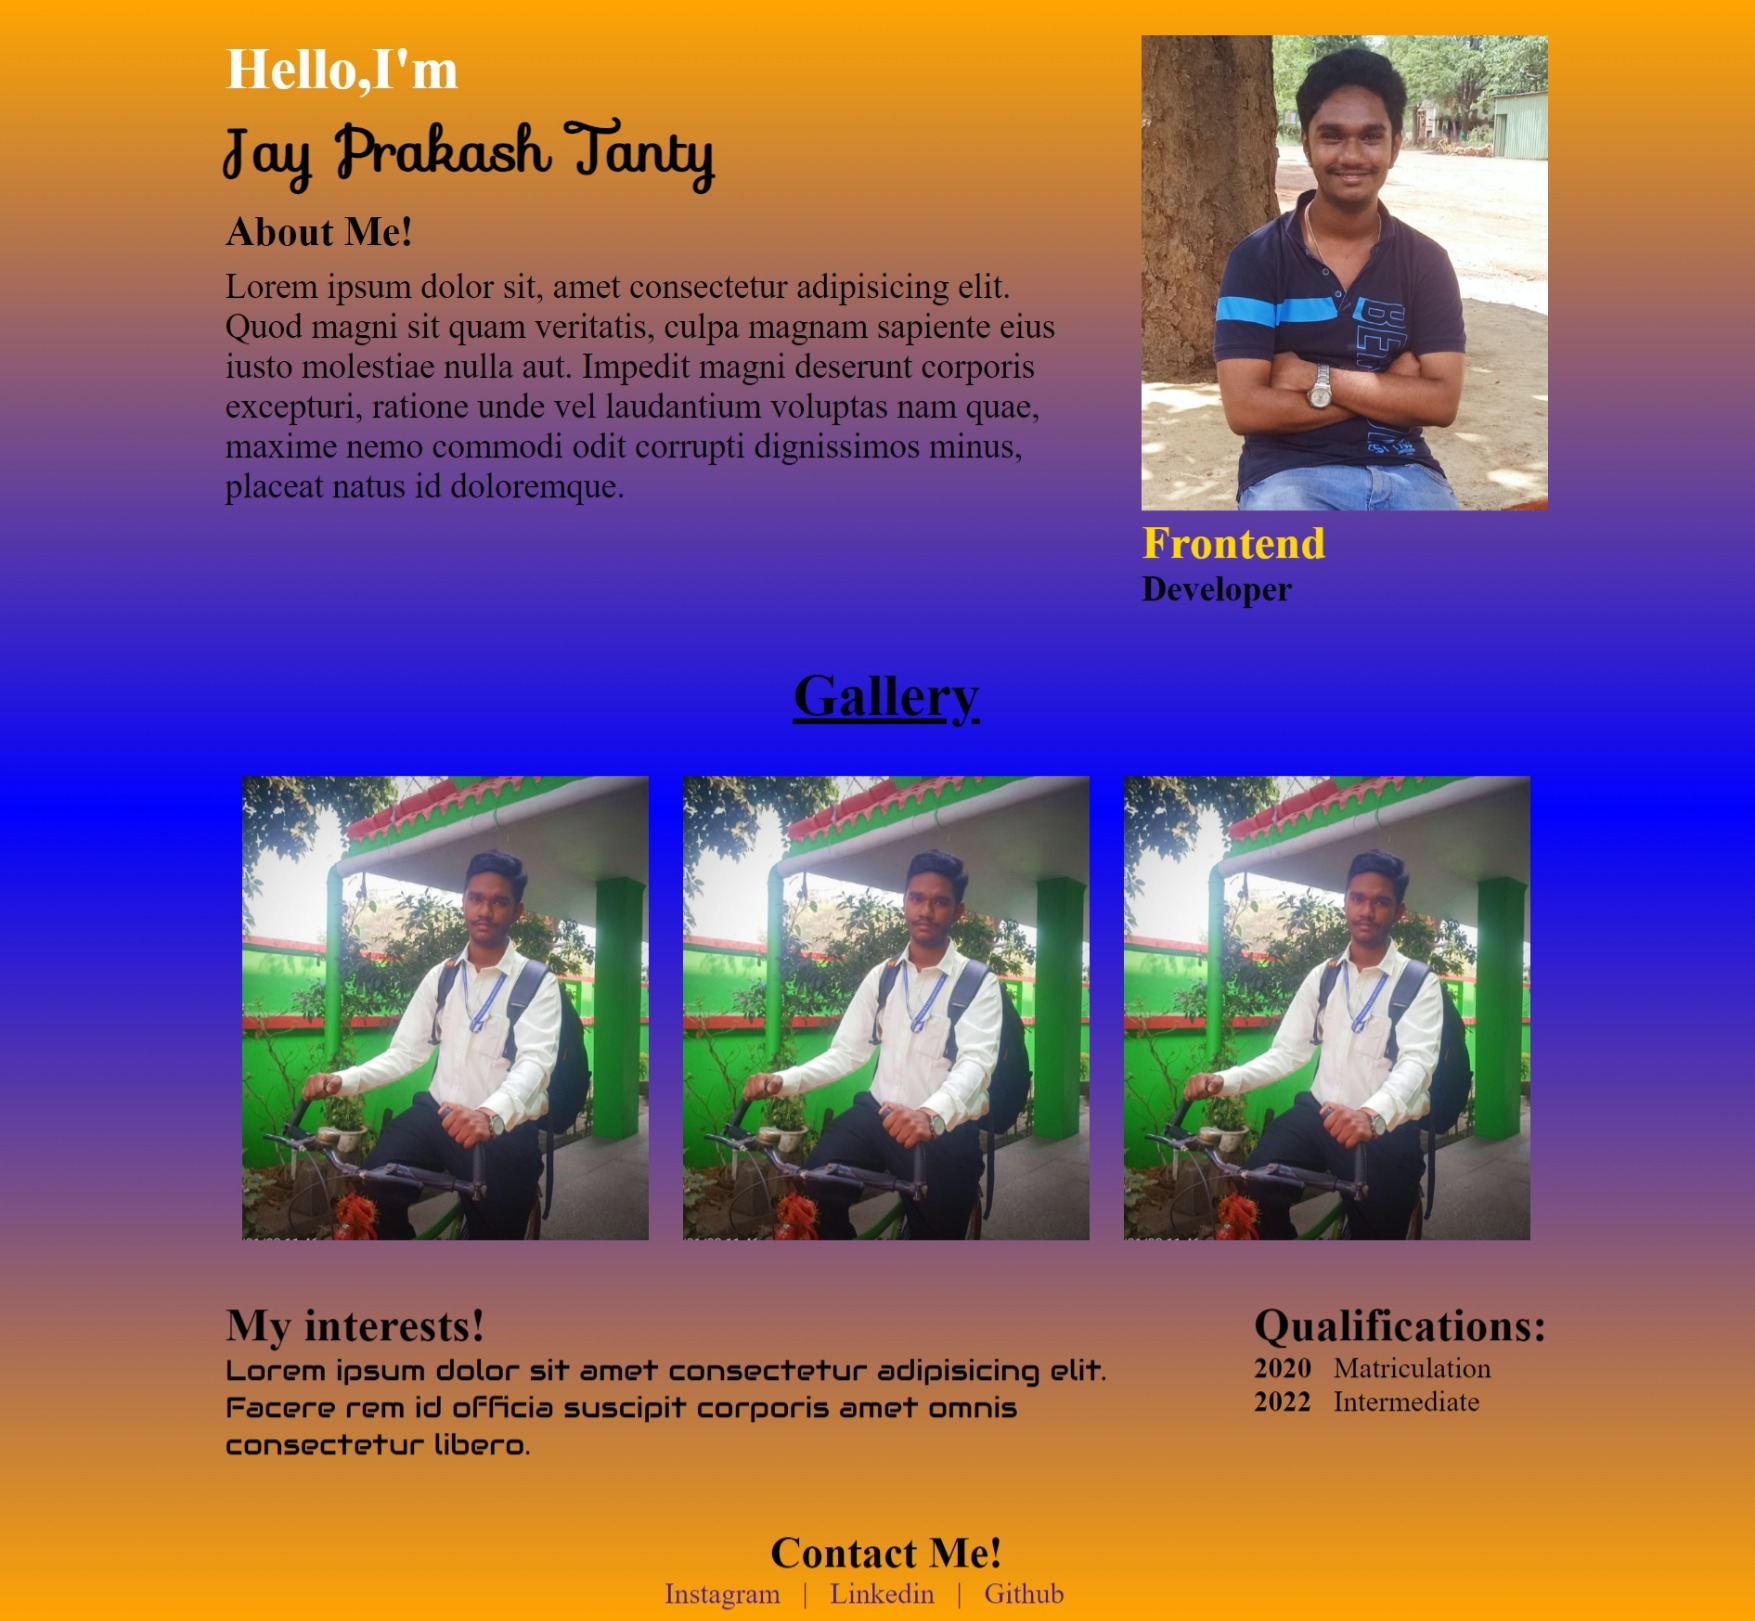 Hello,I'm
Jay Prakash Tanty
About Me!
Lorem ipsum dolor sit, amet consectetur adipisicing elit.
Quod magni sit quam veritatis, culpa magnam sapiente eius
iusto molestiae nulla aut. Impedit magni deserunt corporis
excepturi, ratione unde vel laudantium voluptas nam quae,
maxime nemo commodi odit corrupti dignissimos minus,
placeat natus id doloremque.
Frontend
Developer
Gallery
My interests!
Lorem ipsum dolor sit amet consectetur adipisicing elit.
Facere rem id officia suscipit corporis amet omnis
consectetur libero.
Qualifications:
2020 Matriculation
2022 Intermediate
Contact Me!
Instagram | Linkedin | Github